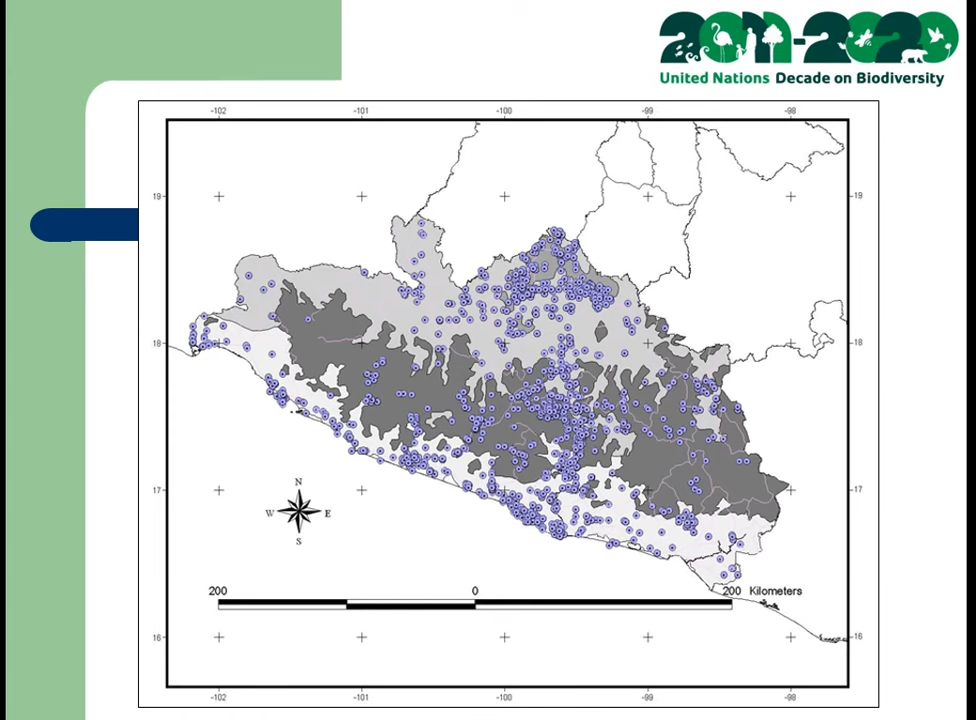 2011-2020
United Nations Decade on Biodiversity
-102 -101 -100 -99 -98
19 19
18 18
17 17
N
W E
S
200 0 200 Kilometers
16 16
-102 -101 -100 -99 -98